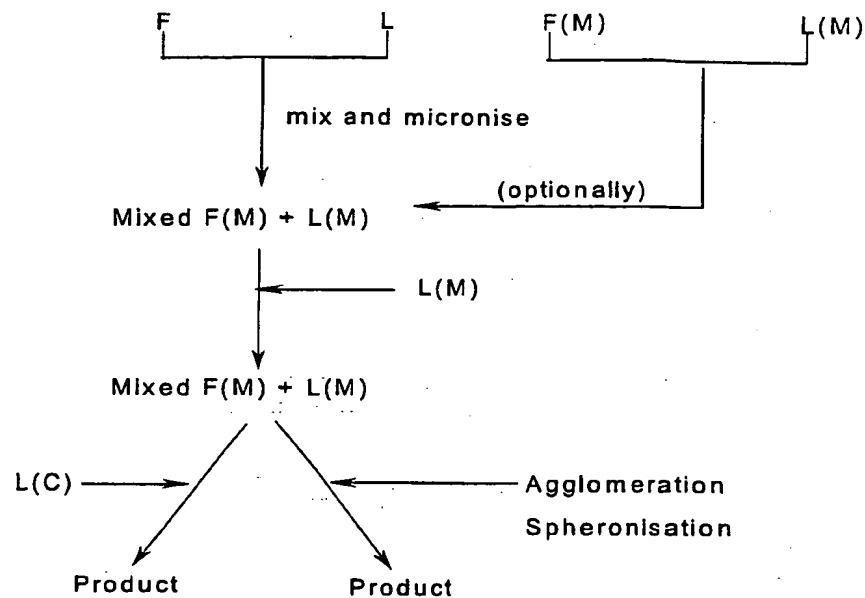 F L F(M) L(M)
mix and micronise
(optionally)
Mixed F(M) + L(M)
L(M)
Mixed F(M) + L(M)
L(C) Agglomeration
Spheronisation
Product Product